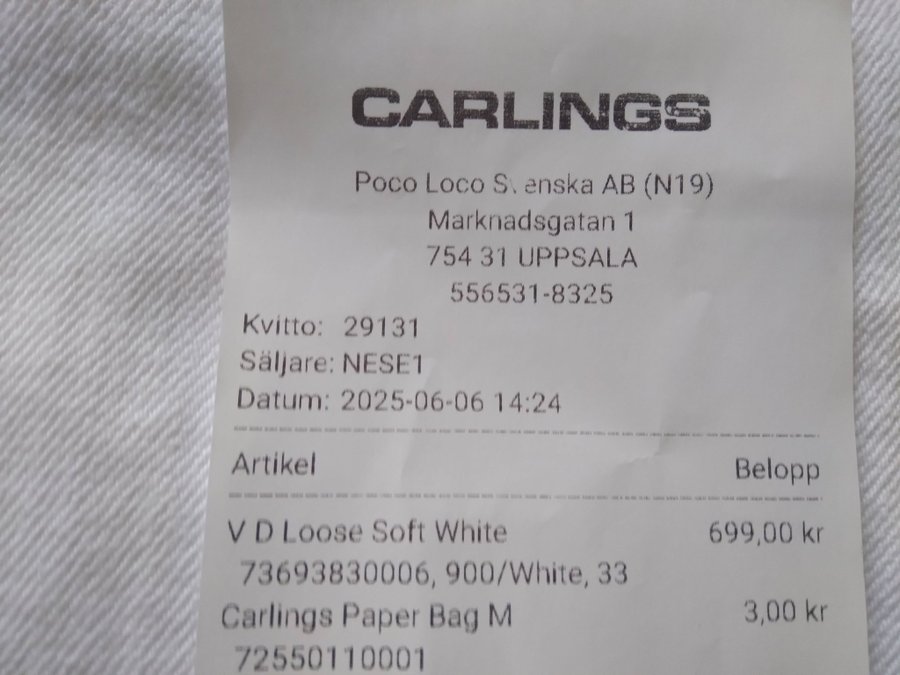 CARLINGS
Poco Loco Svenska AB (N19)
Marknadsgatan 1
754 31 UPPSALA
556531-8325
Kvitto: 29131
Säljare: NESE1
Datum: 2025-06-06 14:24
Artikel Belopp
V D Loose Soft White 699,00 kr
73693830006, 900/White, 33
Carlings Paper Bag M 3,00 kr
72550110001